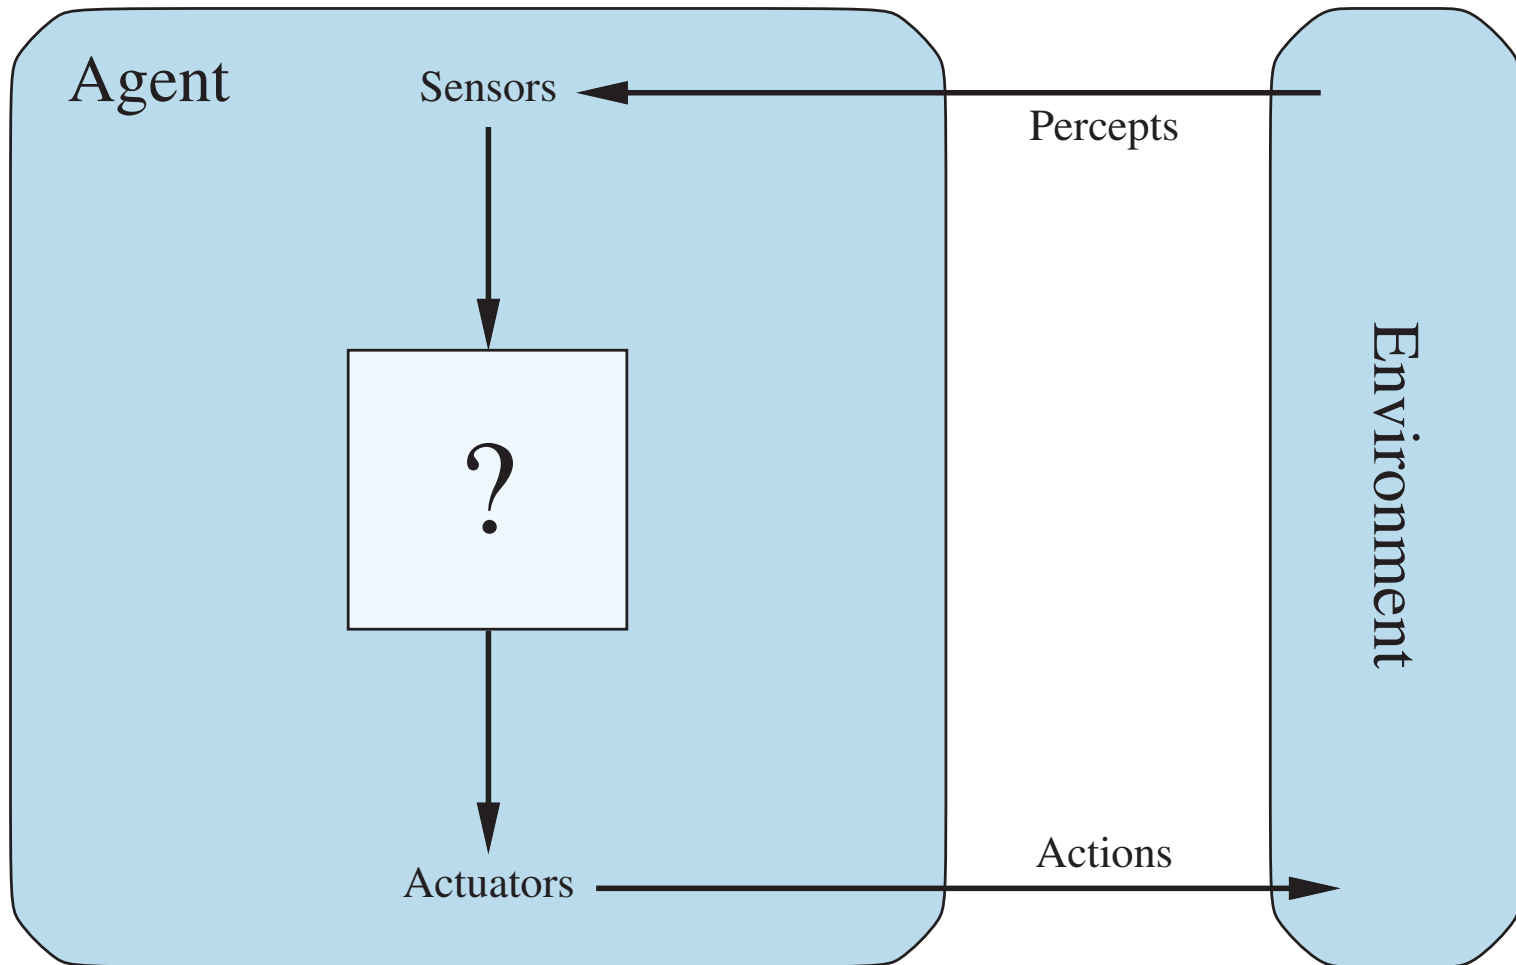 Agent
Sensors
Percepts
?
Environment
Actions
Actuators